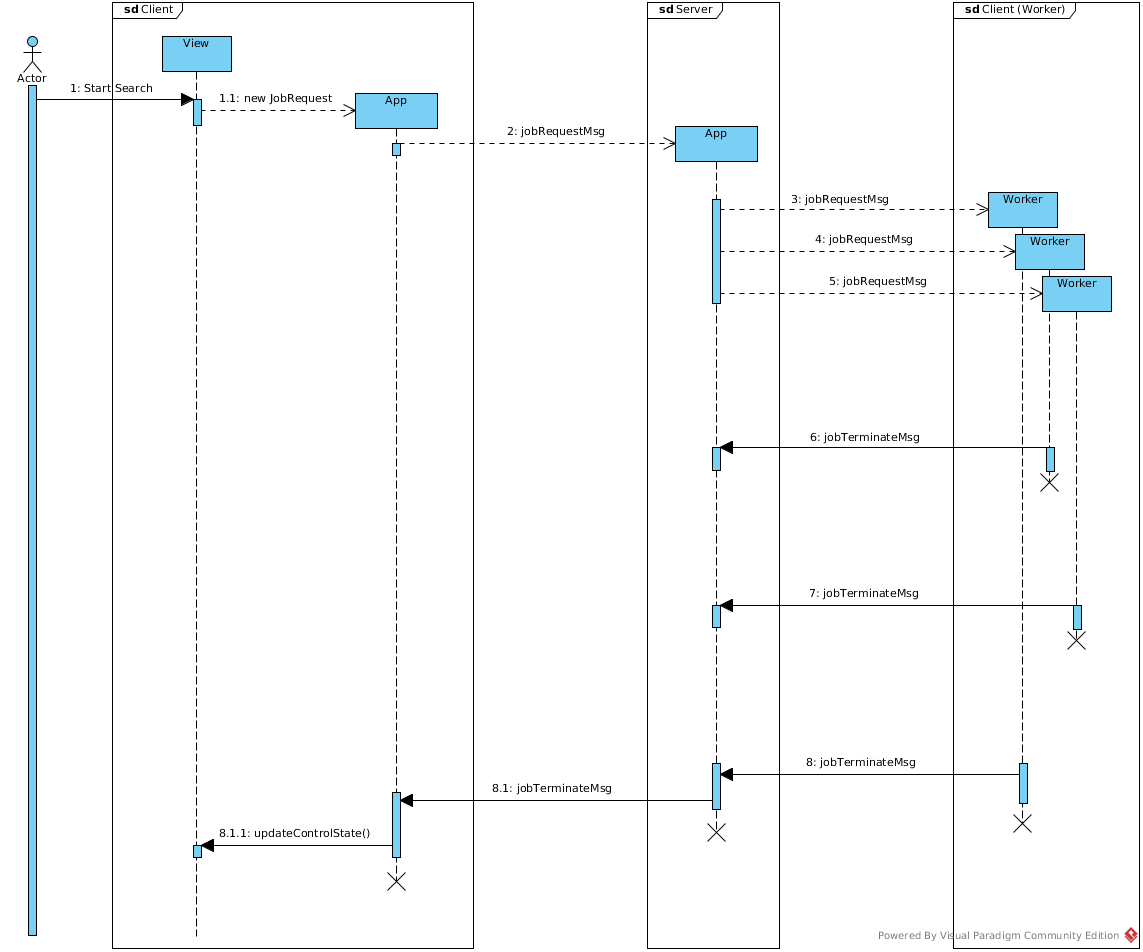 sd Client
sd Server
sd Client (Worker)
View
Actor
1: Start Search
1.1: new JobRequest
App
2: jobRequestMsg
App
3: jobRequestMsg
Worker
4: jobRequestMsg
Worker
5: jobRequestMsg
Worker
6: jobTerminateMsg
7: jobTerminateMsg
8: jobTerminateMsg
8.1: jobTerminateMsg
8.1.1: updateControlState()
Powered By Visual Paradigm Community Edition